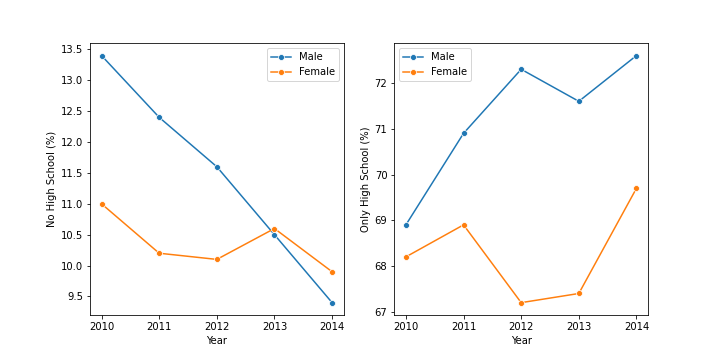 No High School (%)
13.5
13.0
12.5
12.0
11.5
11.0
10.5
10.0
9.5
2010 2011 2012 2013 2014
Year
Male
Female
Only High School (%)
72
71
70
69
68
67
2010 2011 2012 2013 2014
Year
Male
Female